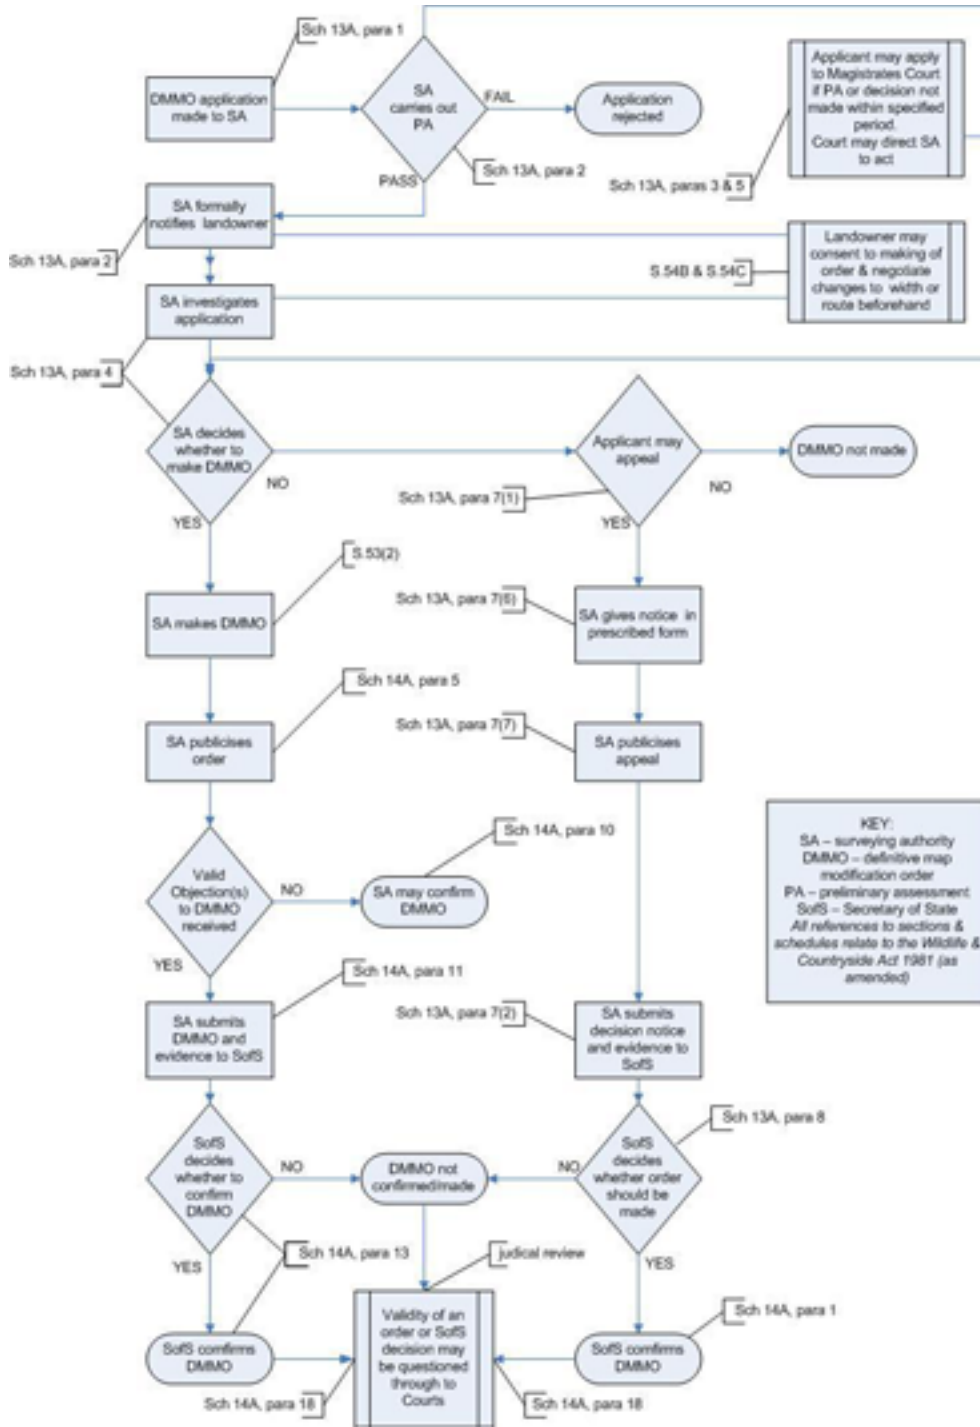 Sch 13A, para 1
DMMO application
made to SA
SA
carries out
PA
FAIL
Application
rejected
Applicant may apply
to Magistrates Court
if PA or decision not
made within specified
period.
Court may direct SA
to act
Sch 13A, para 2
PASS
Sch 13A, paras 3 & 5
SA formally
notifies landowner
Sch 13A, para 2
S.54B & S.54C
Landowner may
consent to making of
order & negotiate
changes to width or
route beforehand
SA investigates
application
Sch 13A, para 4
SA decides
whether to
make DMMO
NO
YES
Applicant may
appeal
NO
DMMO not made
Sch 13A, para 7(1)
YES
S.53(2)
SA makes DMMO
Sch 13A, para 7(6)
SA gives notice in
prescribed form
Sch 14A, para 5
SA publicises
order
Sch 13A, para 7(7)
SA publicises
appeal
Sch 14A, para 10
Valid
Objection(s)
to DMMO
received
NO
SA may confirm
DMMO
YES
KEY:
SA – surveying authority
DMMO – definitive map
modification order
PA – preliminary assessment
SofS – Secretary of State
All references to sections &
schedules relate to the Wildlife &
Countryside Act 1981 (as
amended)
Sch 14A, para 11
SA submits
DMMO and
evidence to SofS
Sch 13A, para 7(2)
SA submits
decision notice
and evidence to
SofS
Sch 13A, para 8
SofS
decides
whether to
confirm
DMMO
NO
DMMO not
confirmed/made
NO
SofS
decides
whether order
should be
made
YES
Sch 14A, para 13
judical review
YES
Sch 14A, para 1
SofS comfirms
DMMO
Validity of an
order or SofS
decision may
be questioned
through to
Courts
SofS comfirms
DMMO
Sch 14A, para 18
Sch 14A, para 18